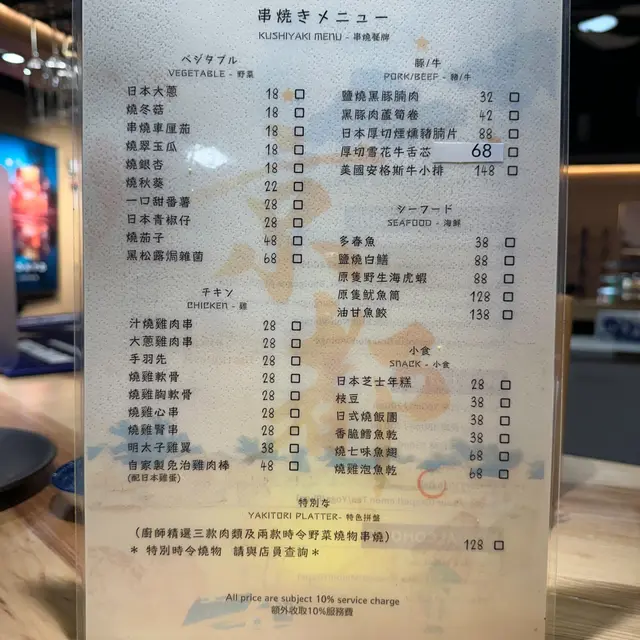 串焼きメニュー
KUSHIYAKI MENU - 串燒餐牌
ベジタブル
VEGETABLE - 野菜
日本大蔥 18
燒冬菇 18
串燒車厘茄 18
燒翠玉瓜 18
燒銀杏 18
燒秋葵 22
一口甜番薯 28
日本青椒仔 28
燒茄子 48
黑松露焗雜菌 68
チキン
CHICKEN - 雞
汁燒雞肉串 28
大蔥雞肉串 28
手羽先 28
燒雞軟骨 28
燒雞胸軟骨 28
燒雞心串 28
燒雞腎串 28
明太子雞翼 38
自家製免治雞肉棒 48
(配日本雞蛋)
豚/牛
PORK/BEEF - 豬/牛
鹽燒黑豚腩肉 32
黑豚肉蘆筍卷 42
日本厚切煙燻豬腩片 88
厚切雪花牛舌芯 68
美國安格斯牛小排 148
シーフード
SEAFOOD - 海鮮
多春魚 38
鹽燒白鱔 88
原隻野生海虎蝦 88
原隻魷魚筒 128
油甘魚鮫 138
小食
SNACK - 小食
日本芝士年糕 28
枝豆 38
日式燒飯團 38
香脆鱈魚乾 38
燒七味魚翅 68
燒雞泡魚乾 68
特別な
YAKITORI PLATTER- 特色拼盤
(廚師精選三款肉類及兩款時令野菜燒物串燒) 128
* 特別時令燒物 請與店員查詢*
All price are subject 10% service charge
額外收取10%服務費